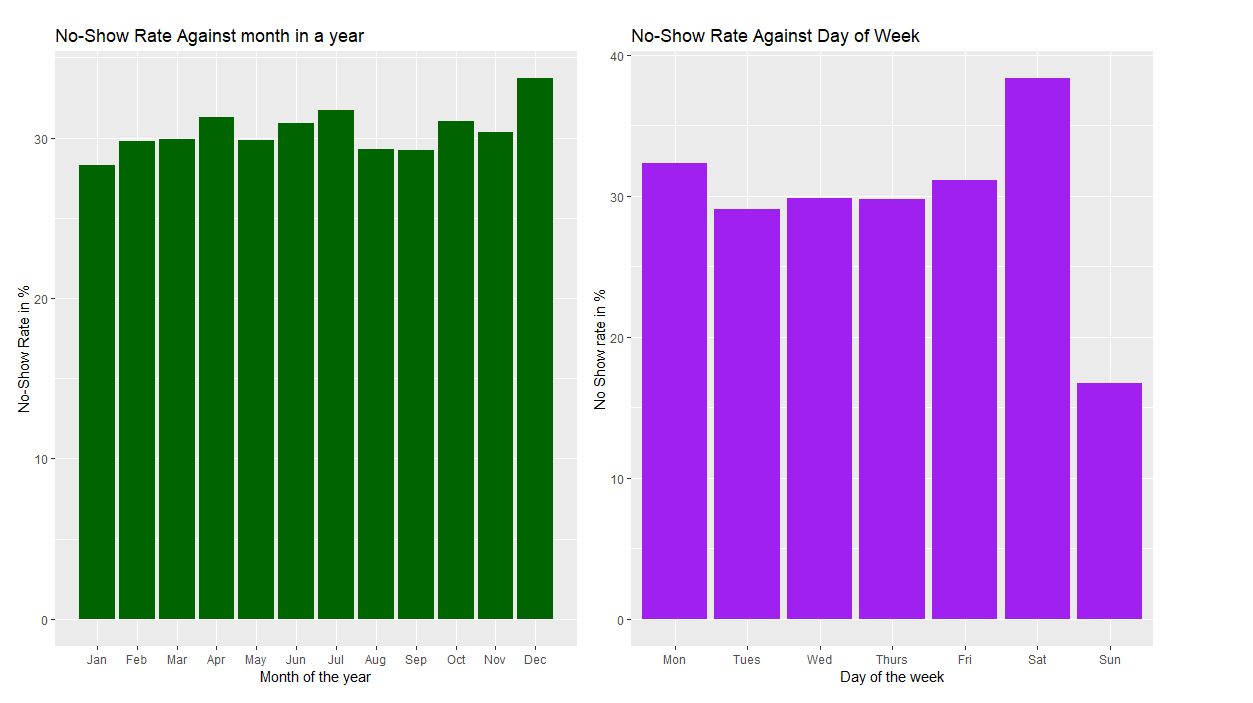 No-Show Rate Against month in a year
No-Show Rate in %
30
20
10
0
Jan Feb Mar Apr May Jun Jul Aug Sep Oct Nov Dec
Month of the year
No-Show Rate Against Day of Week
No Show rate in %
40
30
20
10
0
Mon Tues Wed Thurs Fri Sat Sun
Day of the week